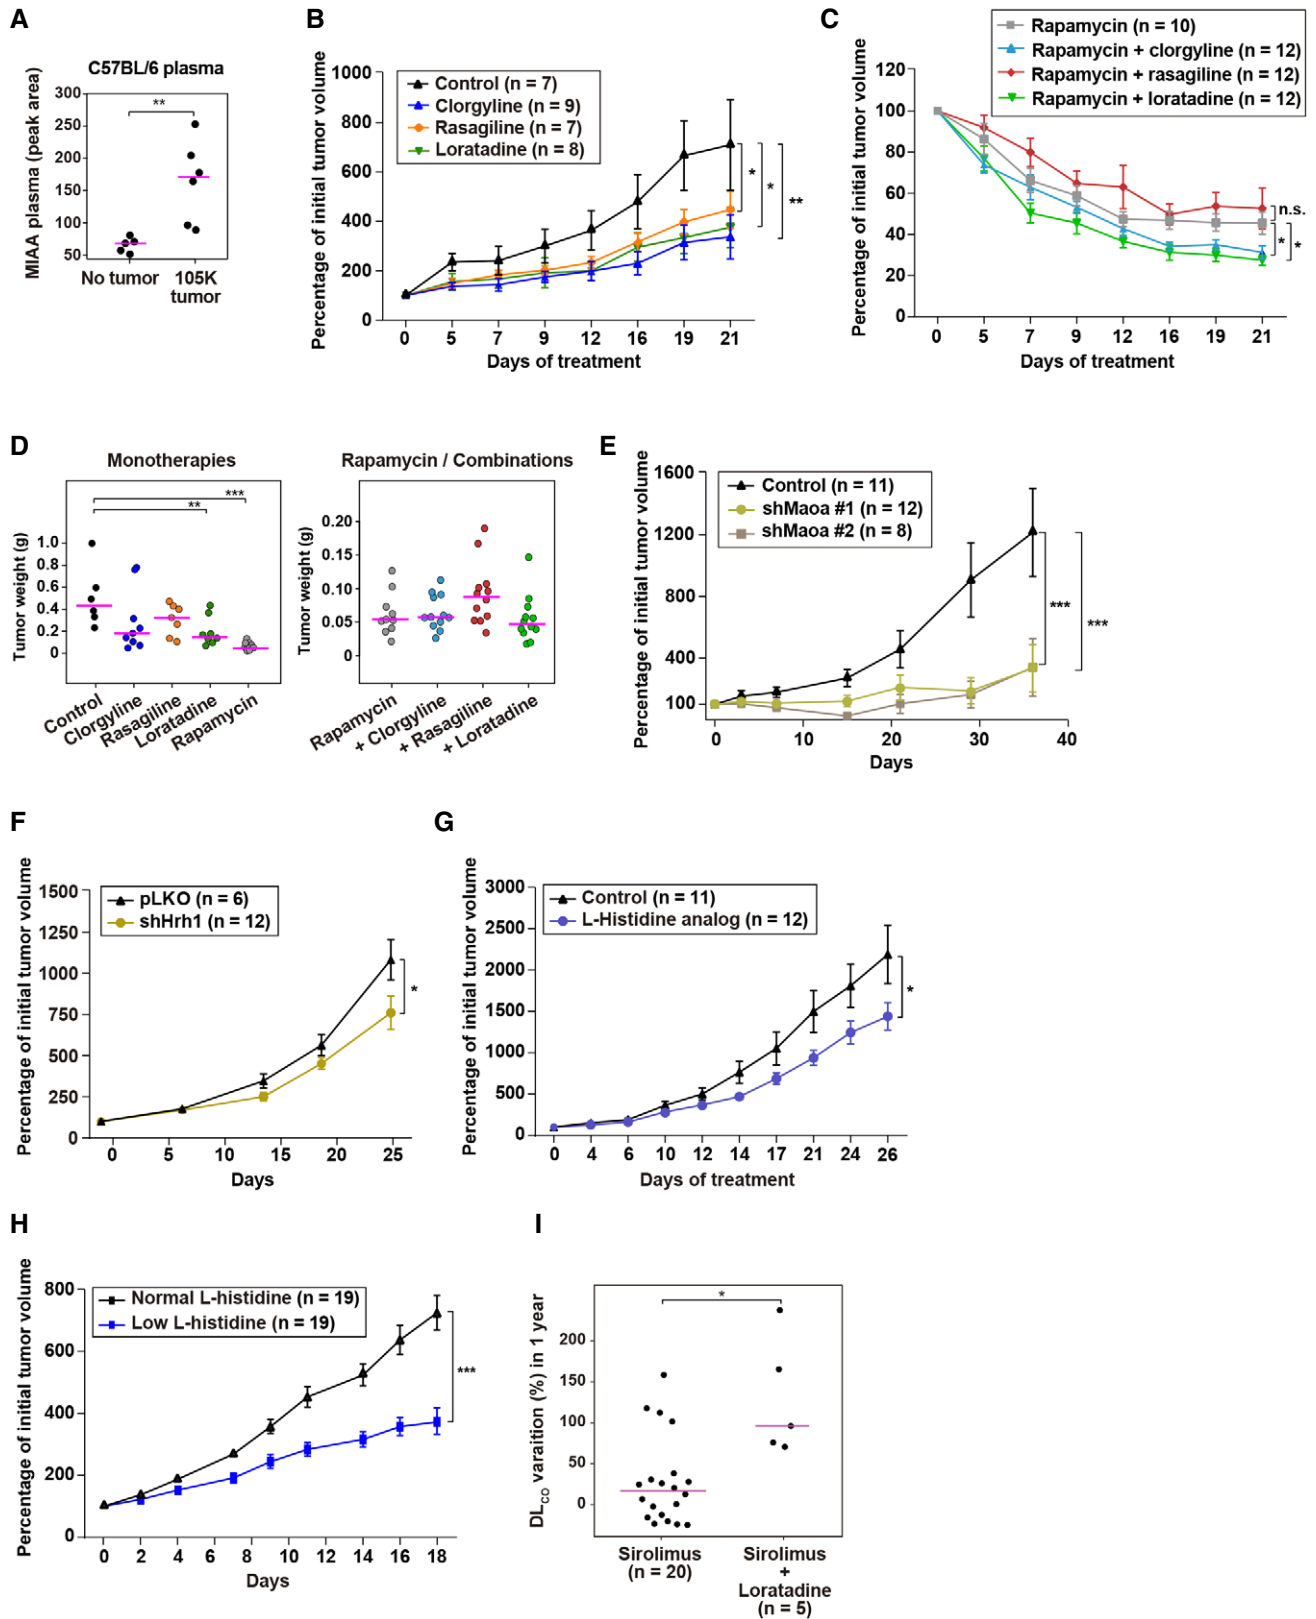 A
C57BL/6 plasma
MIAA plasma (peak area)
300
250
200
150
100
50
**
No tumor
105K
tumor
B
Percentage of initial tumor volume
1000
800
600
400
200
0
Control (n = 7)
Clorgyline (n = 9)
Rasagiline (n = 7)
Loratadine (n = 8)
*
*
**
0 5 7 9 12 16 19 21
Days of treatment
C
Percentage of initial tumor volume
120
100
80
60
40
20
0
Rapamycin (n = 10)
Rapamycin + clorgyline (n = 12)
Rapamycin + rasagiline (n = 12)
Rapamycin + loratadine (n = 12)
n.s.
*
*
0 5 7 9 12 16 19 21
Days of treatment
D
Monotherapies
Tumor weight (g)
1.0
0.8
0.6
0.4
0.2
0
***
**
Control
Clorgyline
Rasagiline
Loratadine
Rapamycin
Rapamycin / Combinations
Tumor weight (g)
0.20
0.15
0.10
0.05
0
Rapamycin
+ Clorgyline
+ Rasagiline
+ Loratadine
E
Percentage of initial tumor volume
1600
1200
800
400
100
Control (n = 11)
shMaoa #1 (n = 12)
shMaoa #2 (n = 8)
***
***
0 10 20 30 40
Days
F
Percentage of initial tumor volume
1500
1250
1000
750
500
250
0
pLKO (n = 6)
shHrh1 (n = 12)
*
0 5 10 15 20 25
Days
G
Percentage of initial tumor volume
3000
2500
2000
1500
1000
500
0
Control (n = 11)
L-Histidine analog (n = 12)
*
0 4 6 10 12 14 17 21 24 26
Days of treatment
H
Percentage of initial tumor volume
800
600
400
200
0
Normal L-histidine (n = 19)
Low L-histidine (n = 19)
***
0 2 4 6 8 10 12 14 16 18
Days
I
DLCO varaition (%) in 1 year
200
150
100
50
0
*
Sirolimus
(n = 20)
Sirolimus
+
Loratadine
(n = 5)